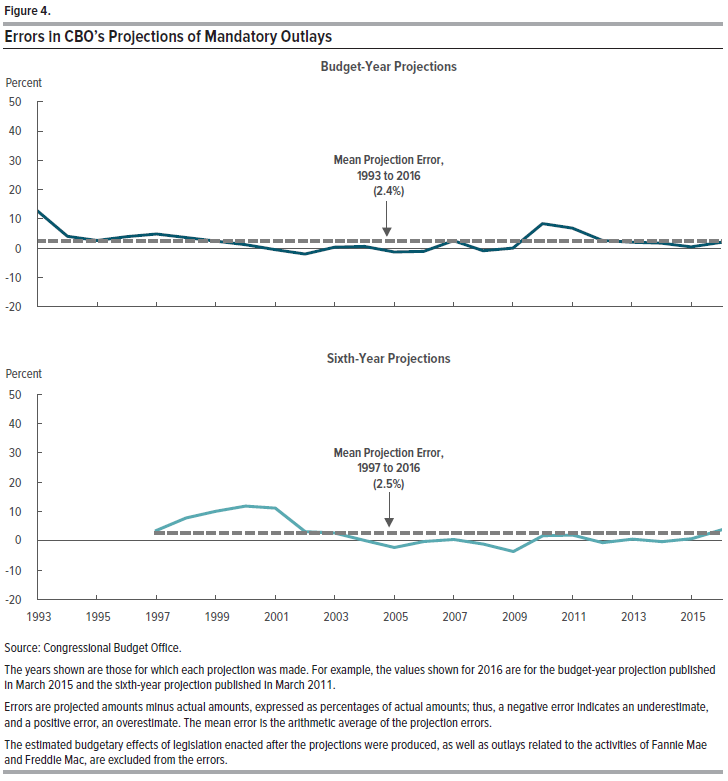 Figure 4.
Errors in CBO's Projections of Mandatory Outlays
Budget-Year Projections
Percent
50
40
30
20
10
0
-10
-20
Mean Projection Error,
1993 to 2016
(2.4%)
Sixth-Year Projections
Percent
50
40
30
20
10
0
-10
-20
Mean Projection Error,
1997 to 2016
(2.5%)
1993 1995 1997 1999 2001 2003 2005 2007 2009 2011 2013 2015
Source: Congressional Budget Office.
The years shown are those for which each projection was made. For example, the values shown for 2016 are for the budget-year projection published
in March 2015 and the sixth-year projection published in March 2011.
Errors are projected amounts minus actual amounts, expressed as percentages of actual amounts; thus, a negative error indicates an underestimate,
and a positive error, an overestimate. The mean error is the arithmetic average of the projection errors.
The estimated budgetary effects of legislation enacted after the projections were produced, as well as outlays related to the activities of Fannie Mae
and Freddie Mac, are excluded from the errors.